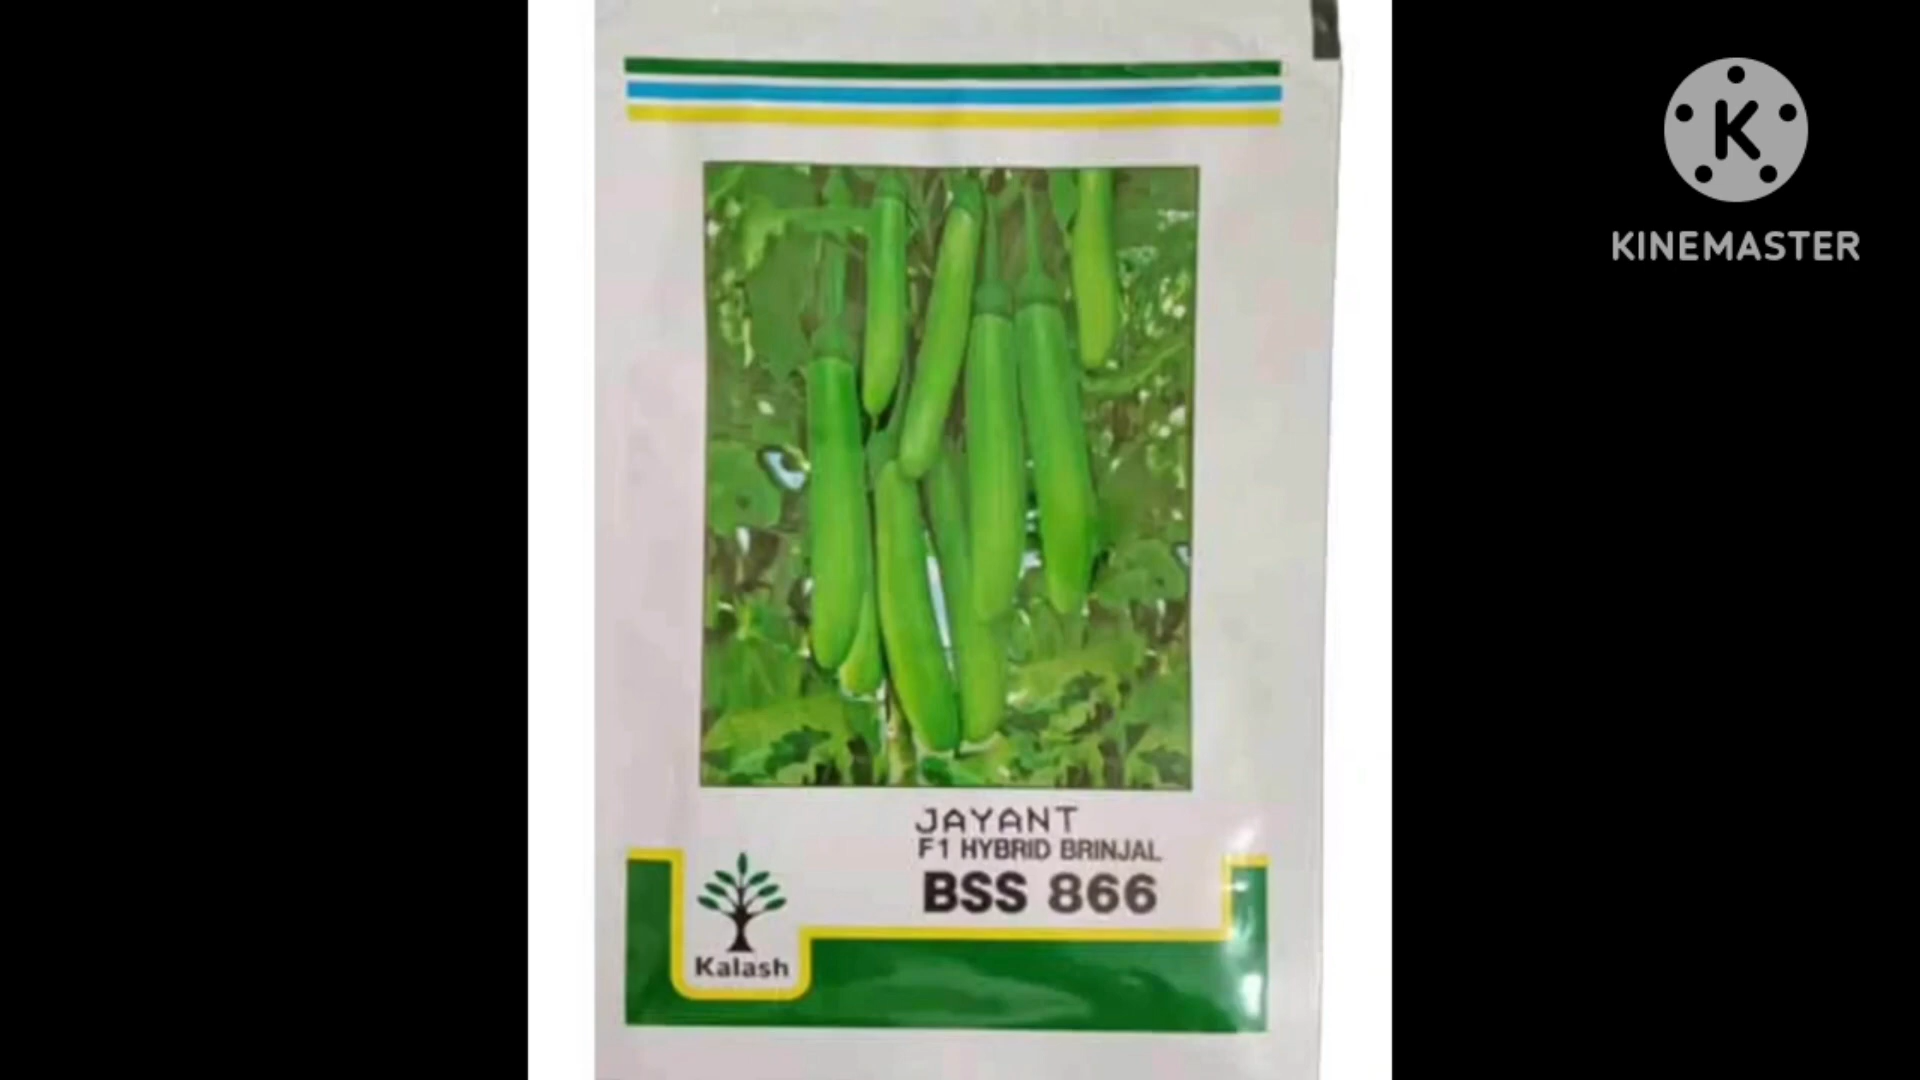 KINEMASTER
JAYANT
F1 HYBRID BRINJAL
BSS 866
Kalash